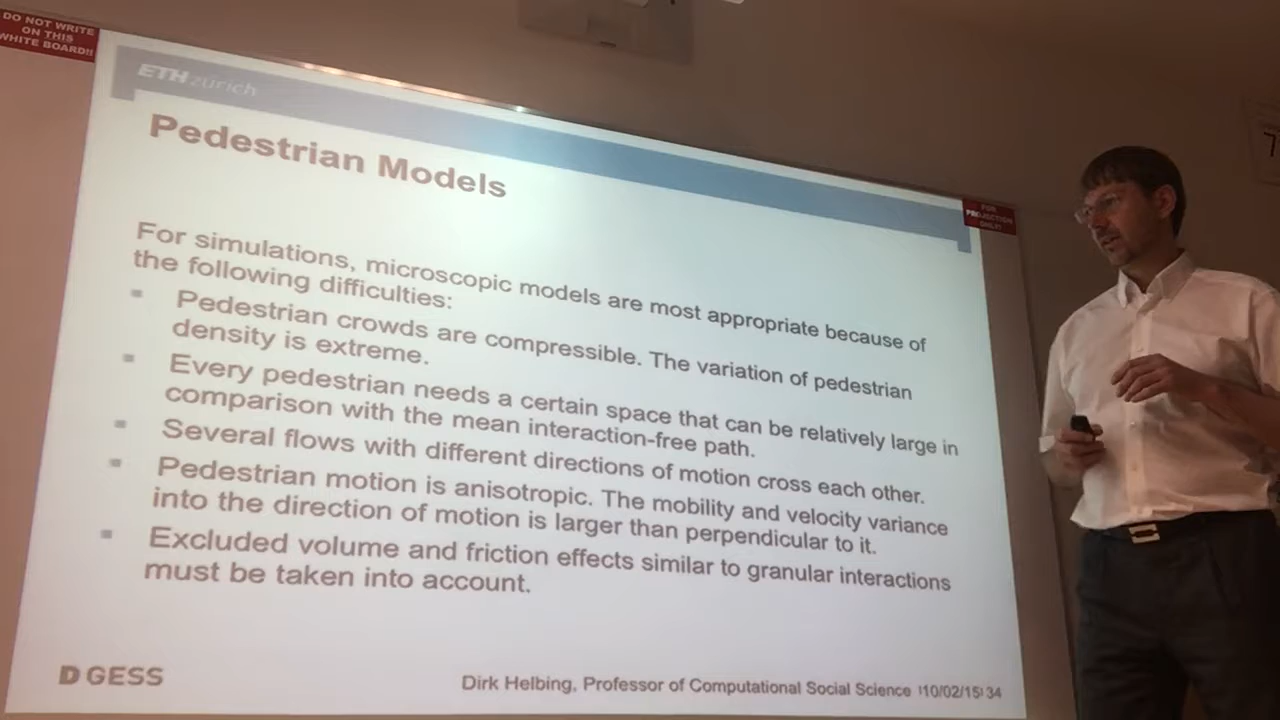 DO NOT WRITE
ON THIS
WHITE BOARD!!
ETH zürich
Pedestrian Models
FOR
PROJECTION
ONLY!
For simulations, microscopic models are most appropriate because of
the following difficulties:
Pedestrian crowds are compressible. The variation of pedestrian
density is extreme.
Every pedestrian needs a certain space that can be relatively large in
comparison with the mean interaction-free path.
Several flows with different directions of motion cross each other.
Pedestrian motion is anisotropic. The mobility and velocity variance
into the direction of motion is larger than perpendicular to it.
Excluded volume and friction effects similar to granular interactions
must be taken into account.
D GESS
Dirk Helbing, Professor of Computational Social Science | 10/02/15 | 34